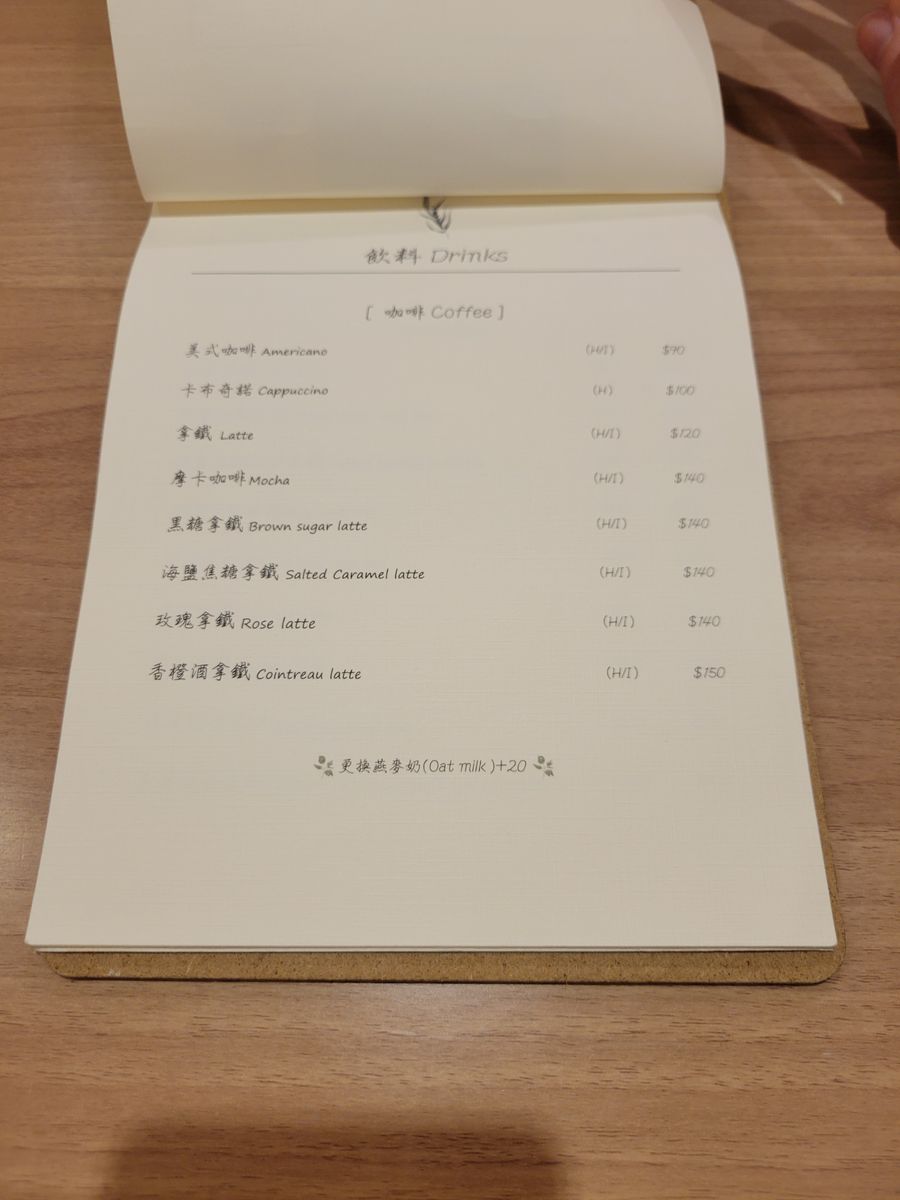 飲料 Drinks
[ 咖啡 Coffee ]
美式咖啡 Americano (H/I) $90
卡布奇諾 Cappuccino (H) $100
拿鐵 Latte (H/I) $120
摩卡咖啡 Mocha (H/I) $140
黑糖拿鐵 Brown sugar latte (H/I) $140
海鹽焦糖拿鐵 Salted Caramel latte (H/I) $140
玫瑰拿鐵 Rose latte (H/I) $140
香橙酒拿鐵 Cointreau latte (H/I) $150
更換燕麥奶(Oat milk )+20